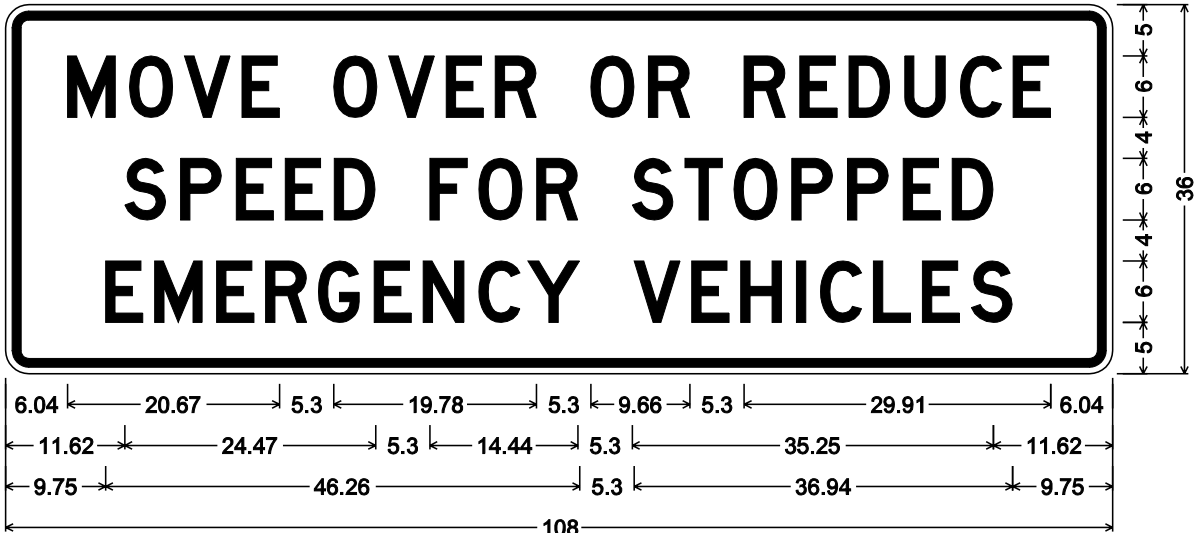 MOVE OVER OR REDUCE
SPEED FOR STOPPED
EMERGENCY VEHICLES
5
6
4
6
4
6
5
36
6.04 20.67 5.3 19.78 5.3 9.66 5.3 29.91 6.04
11.62 24.47 5.3 14.44 5.3 35.25 11.62
9.75 46.26 5.3 36.94 9.75
108